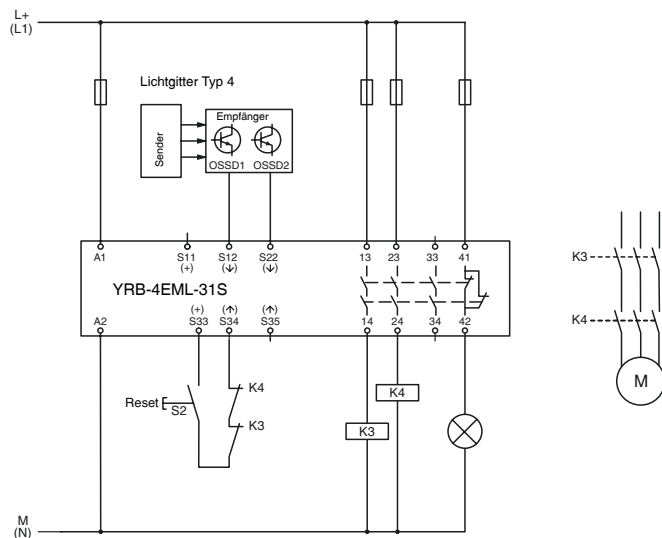 L+
(L1)
Lichtgitter Typ 4
Sender
Empfänger
OSSD1 OSSD2
A1 S11 S12 S22 13 23 33 41
(+) (↓) (↓)
YRB-4EML-31S
(+) (↑) (↑)
A2 S33 S34 S35 14 24 34 42
K3
K4
M
Reset S2
K4
K3
K4
K3
M
(N)